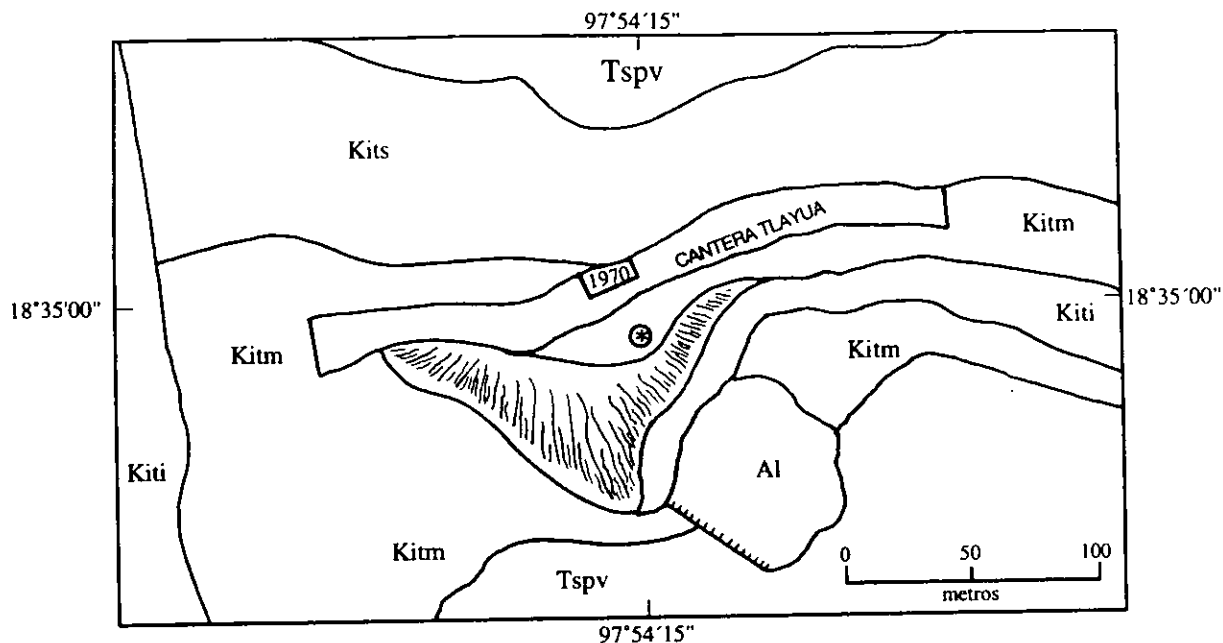 97°54´15"
Tspv
Kits
CANTERA TLAYUA
Kitm
1970
18°35´00"
18°35´00"
Kiti
Kitm
Kitm
Kiti
Al
Kitm
Tspv
0 50 100
metros
97°54´15"